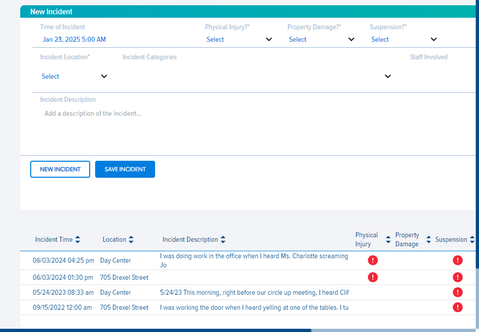 New Incident
Time of Incident Physical Injury?* Property Damage?* Suspension?*
Jan 23, 2025 5:00 AM Select Select Select
Incident Location* Incident Categories Staff Involved
Select
Incident Description
Add a description of the incident...
NEW INCIDENT SAVE INCIDENT
Incident Time Location Incident Description Physical Injury Property Damage Suspension
06/03/2024 04:25 pm Day Center I was doing work in the office when I heard Ms. Charlotte screaming
Jo
06/03/2024 01:30 pm 705 Drexel Street
05/24/2023 08:33 am Day Center 5/24/23 This morning, right before our circle up meeting, I heard Clif
09/15/2022 12:00 am 705 Drexel Street I was working the door when I heard yelling at one of the tables. I tu